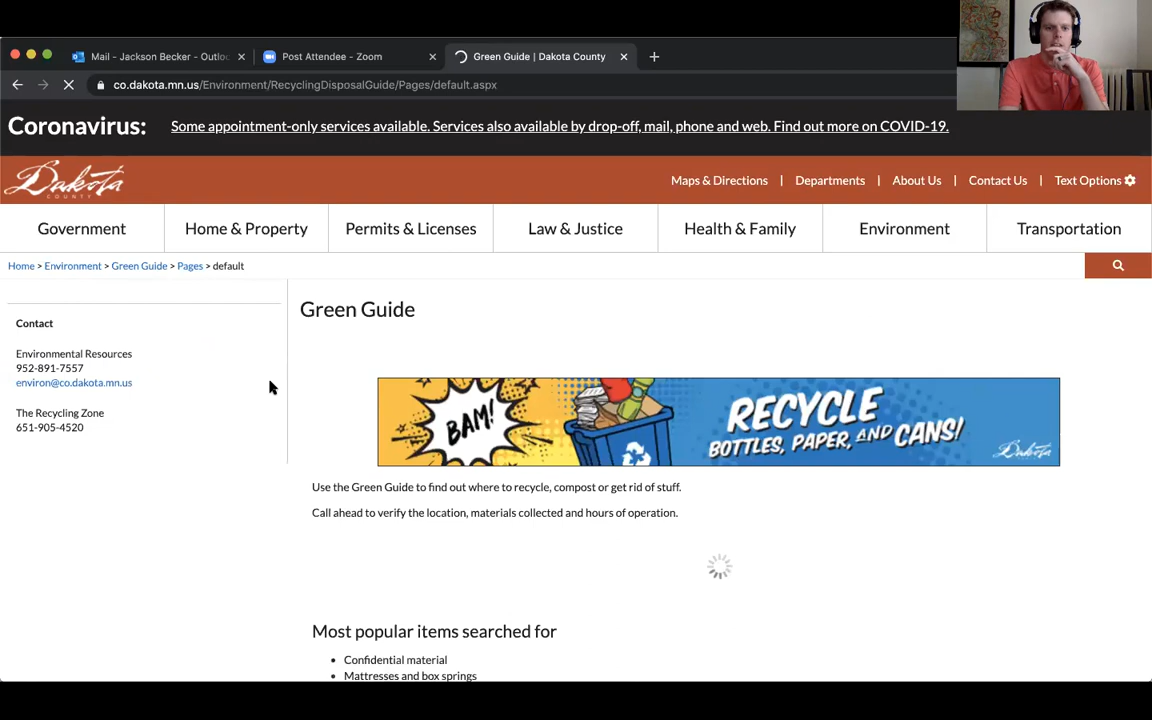 Mail - Jackson Becker - Outloo
Post Attendee - Zoom
Green Guide | Dakota County
co.dakota.mn.us/Environment/RecyclingDisposalGuide/Pages/default.aspx
Coronavirus: Some appointment-only services available. Services also available by drop-off, mail, phone and web. Find out more on COVID-19.
Dakota COUNTY
Maps & Directions | Departments | About Us | Contact Us | Text Options
Government Home & Property Permits & Licenses Law & Justice Health & Family Environment Transportation
Home > Environment > Green Guide > Pages > default
Contact
Environmental Resources
952-891-7557
environ@co.dakota.mn.us
The Recycling Zone
651-905-4520
Green Guide
BAM!
RECYCLE
BOTTLES, PAPER, AND CANS!
Dakota
Use the Green Guide to find out where to recycle, compost or get rid of stuff.
Call ahead to verify the location, materials collected and hours of operation.
Most popular items searched for
• Confidential material
• Mattresses and box springs